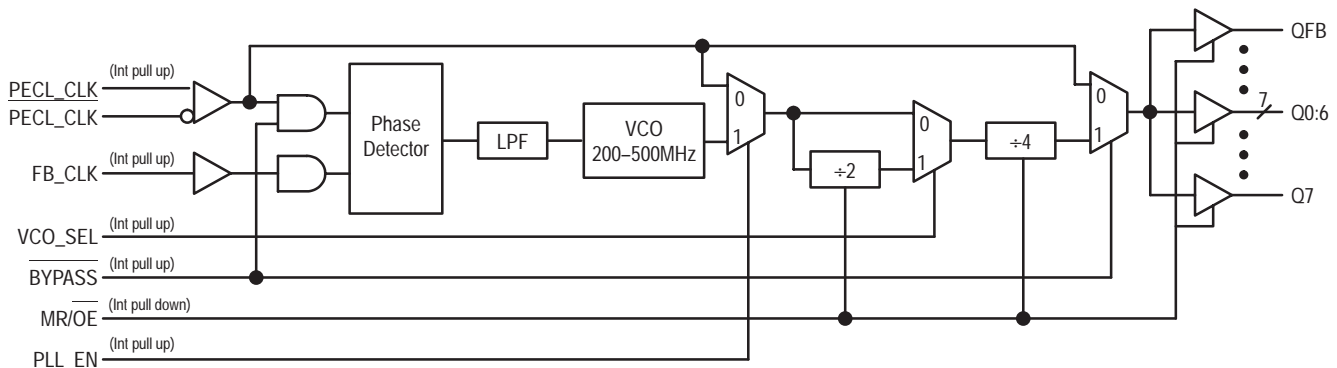 PECL_CLK (Int pull up)
PECL_CLK
FB_CLK (Int pull up)
VCO_SEL (Int pull up)
BYPASS (Int pull up)
MR/OE (Int pull down)
PLL_EN (Int pull up)
Phase
Detector
LPF
VCO
200–500MHz
0
1
÷2
0
1
÷4
0
1
QFB
7
Q0:6
Q7